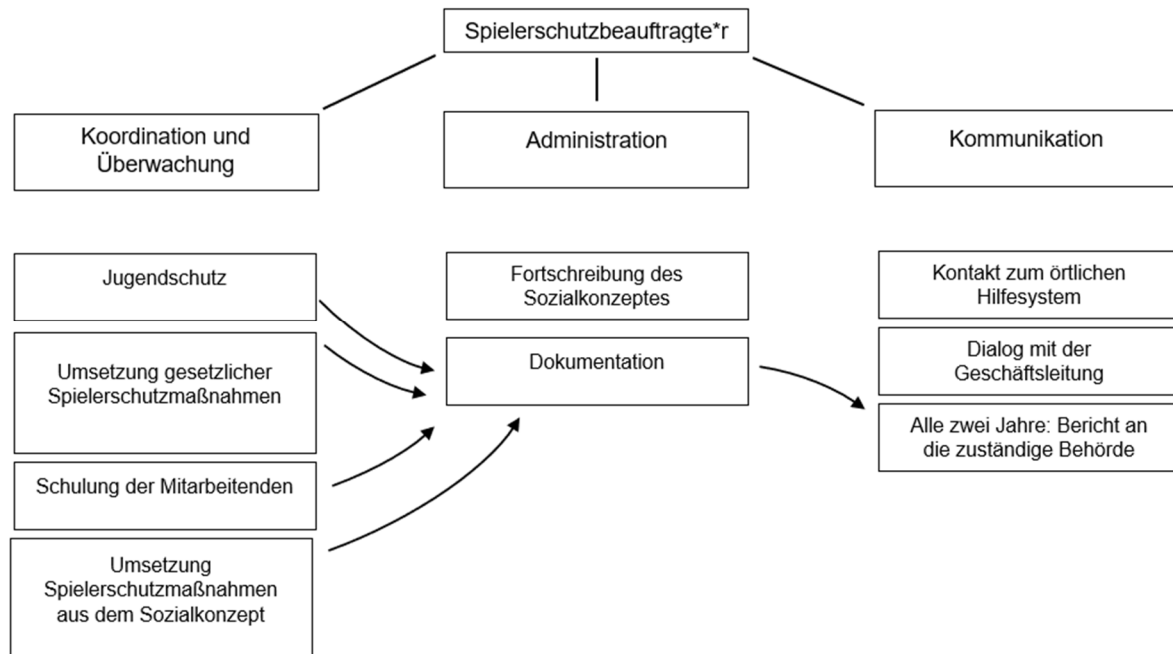 Spielerschutzbeauftragte*r
Koordination und
Überwachung
Administration
Kommunikation
Jugendschutz
Umsetzung gesetzlicher
Spielerschutzmaßnahmen
Schulung der Mitarbeitenden
Umsetzung
Spielerschutzmaßnahmen
aus dem Sozialkonzept
Fortschreibung des
Sozialkonzeptes
Dokumentation
Kontakt zum örtlichen
Hilfesystem
Dialog mit der
Geschäftsleitung
Alle zwei Jahre: Bericht an
die zuständige Behörde